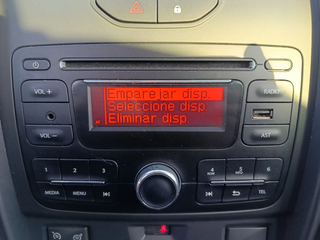 Emparejar disp
Seleccione disp
Eliminar disp.
VOL +
RADIO
VOL −
AST
1 2 3 4 5 6
MEDIA MENU TEL